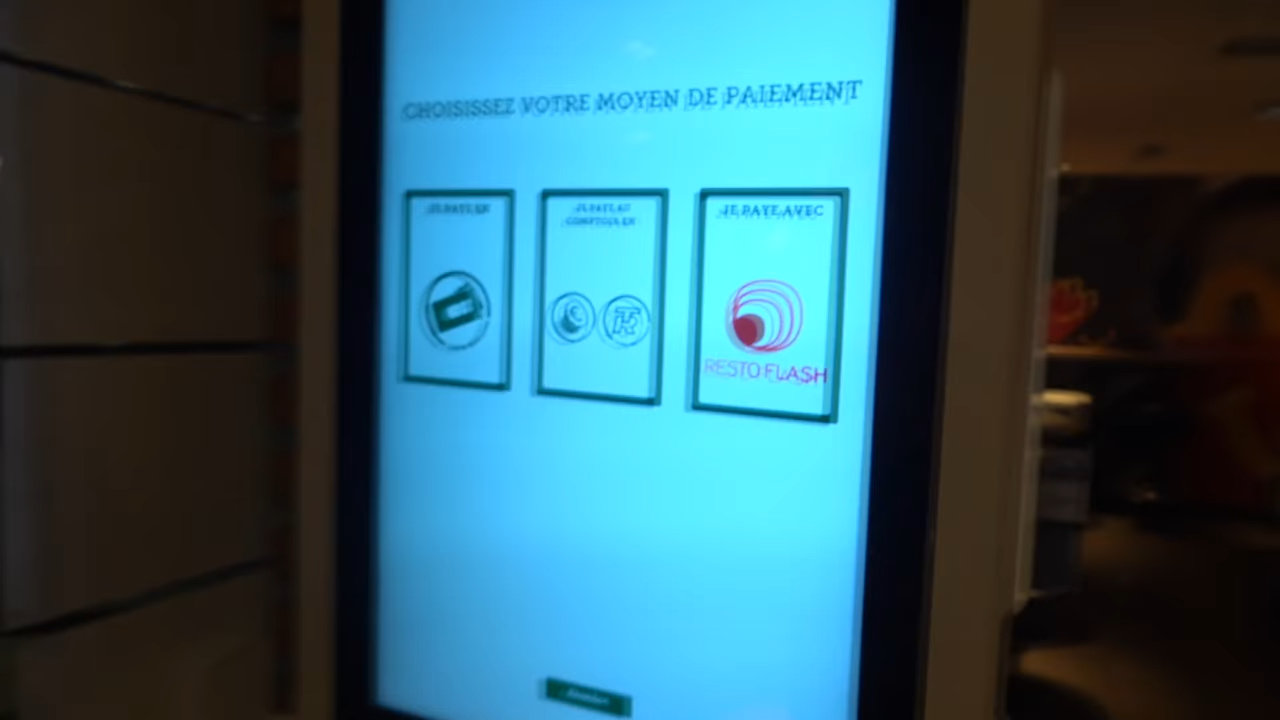 CHOISISSEZ VOTRE MOYEN DE PAIEMENT
JE PAYE EN
JE PAYE AU
COMPTOIR EN
JE PAYE AVEC
RESTO FLASH